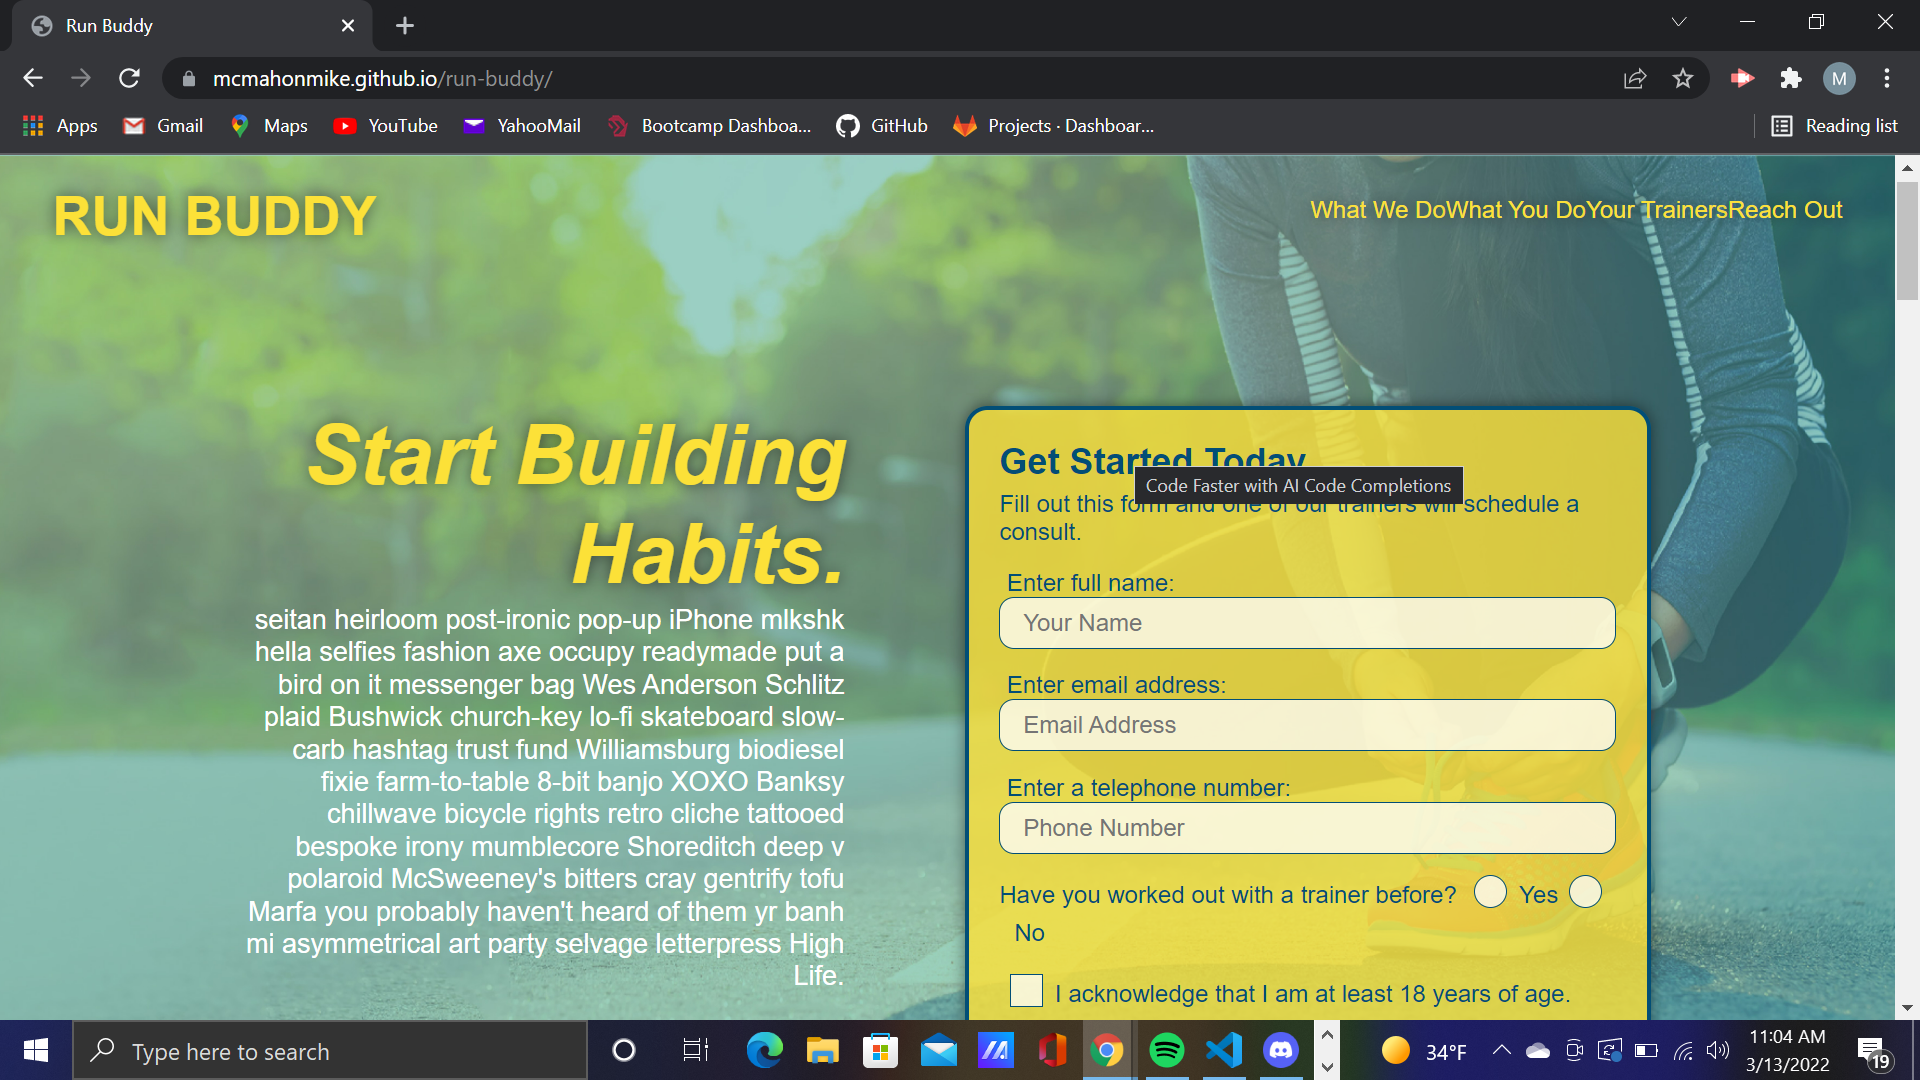 Run Buddy
mcmahonmike.github.io/run-buddy/
M
Apps
Gmail
Maps
YouTube
YahooMail
Bootcamp Dashboa...
GitHub
Projects · Dashboar...
Reading list
RUN BUDDY
What We DoWhat You DoYour TrainersReach Out
Start Building
Habits.
seitan heirloom post-ironic pop-up iPhone mlkshk
hella selfies fashion axe occupy readymade put a
bird on it messenger bag Wes Anderson Schlitz
plaid Bushwick church-key lo-fi skateboard slow-
carb hashtag trust fund Williamsburg biodiesel
fixie farm-to-table 8-bit banjo XOXO Banksy
chillwave bicycle rights retro cliche tattooed
bespoke irony mumblecore Shoreditch deep v
polaroid McSweeney's bitters cray gentrify tofu
Marfa you probably haven't heard of them yr banh
mi asymmetrical art party selvage letterpress High
Life.
Get Started Today
Code Faster with AI Code Completions
Fill out this form and one of our trainers will schedule a
consult.
Enter full name:
Your Name
Enter email address:
Email Address
Enter a telephone number:
Phone Number
Have you worked out with a trainer before? Yes
No
I acknowledge that I am at least 18 years of age.
Type here to search
34°F
11:04 AM
3/13/2022
19